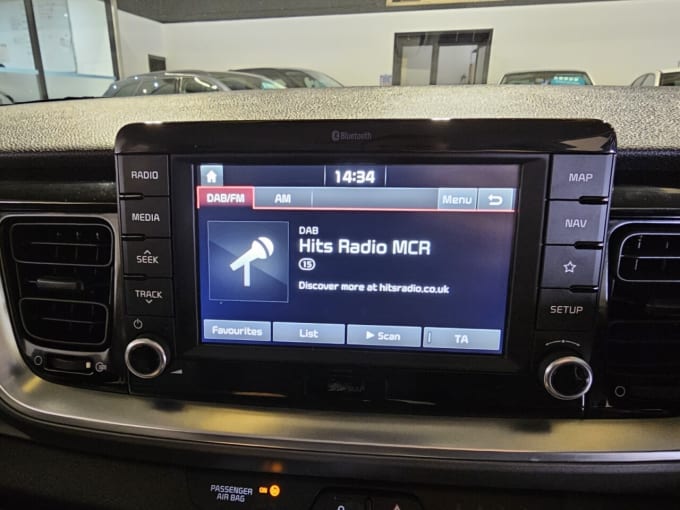 Bluetooth
RADIO
MEDIA
SEEK
TRACK
14:34
DAB/FM AM Menu
DAB
Hits Radio MCR
15
Discover more at hitsradio.co.uk
Favourites List Scan TA
MAP
NAV
SETUP
PASSENGER
AIR BAG
ON